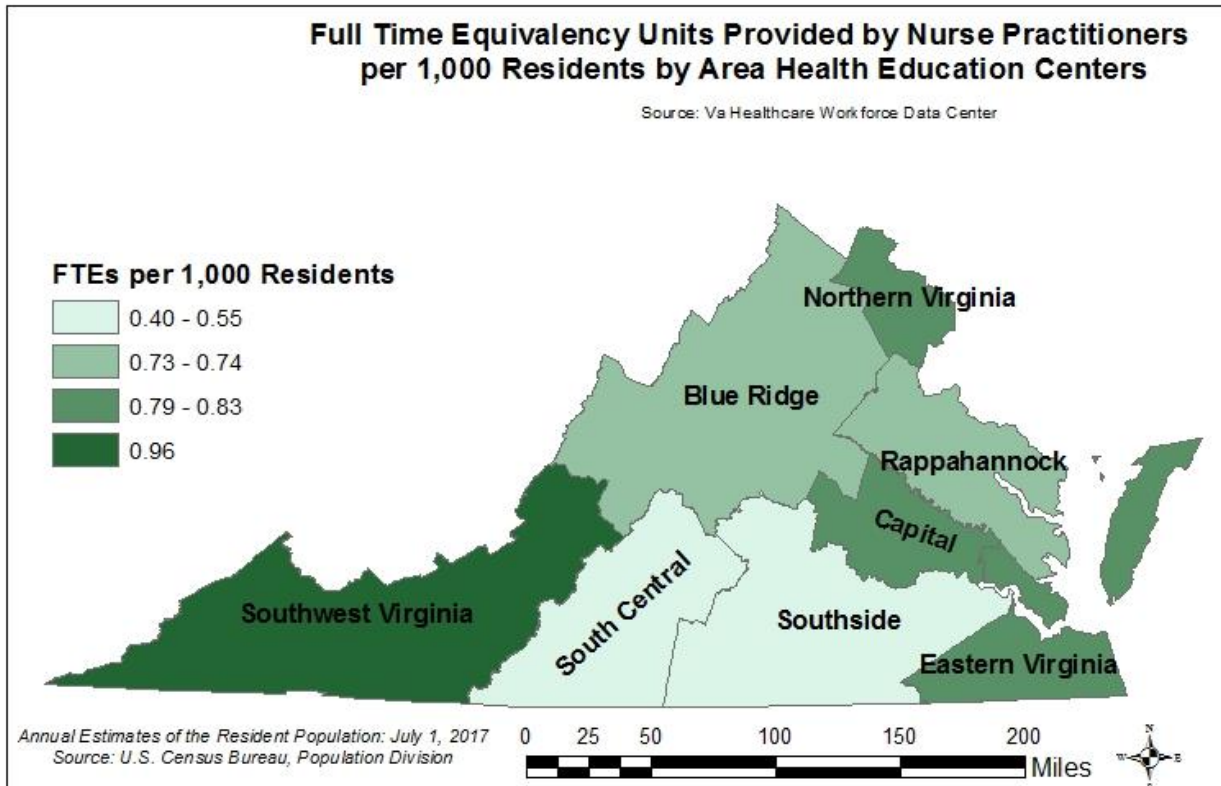 Full Time Equivalency Units Provided by Nurse Practitioners
per 1,000 Residents by Area Health Education Centers
Source: Va Healthcare Workforce Data Center
FTEs per 1,000 Residents
0.40 - 0.55
0.73 - 0.74
0.79 - 0.83
0.96
Northern Virginia
Blue Ridge
Rappahannock
Capital
Southwest Virginia
South Central
Southside
Eastern Virginia
Annual Estimates of the Resident Population: July 1, 2017
Source: U.S. Census Bureau, Population Division
0 25 50 100 150 200
Miles
N
W E
S